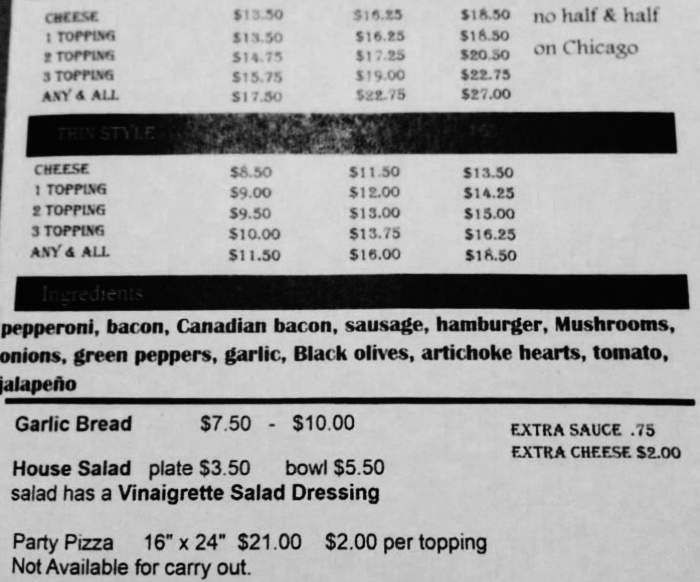 CHEESE $13.50 $16.25 $18.50 no half & half
1 TOPPING $13.50 $16.25 $18.50
on Chicago
2 TOPPING $14.75 $17.25 $20.50
3 TOPPING $15.75 $19.00 $22.75
ANY & ALL $17.50 $22.75 $27.00
THIN STYLE
CHEESE $8.50 $11.50 $13.50
1 TOPPING $9.00 $12.00 $14.25
2 TOPPING $9.50 $13.00 $15.00
3 TOPPING $10.00 $13.75 $16.25
ANY & ALL $11.50 $16.00 $18.50
Ingredients
pepperoni, bacon, Canadian bacon, sausage, hamburger, Mushrooms,
onions, green peppers, garlic, Black olives, artichoke hearts, tomato,
jalapeño
Garlic Bread $7.50 - $10.00
EXTRA SAUCE .75
EXTRA CHEESE $2.00
House Salad plate $3.50 bowl $5.50
salad has a Vinaigrette Salad Dressing
Party Pizza 16" x 24" $21.00 $2.00 per topping
Not Available for carry out.